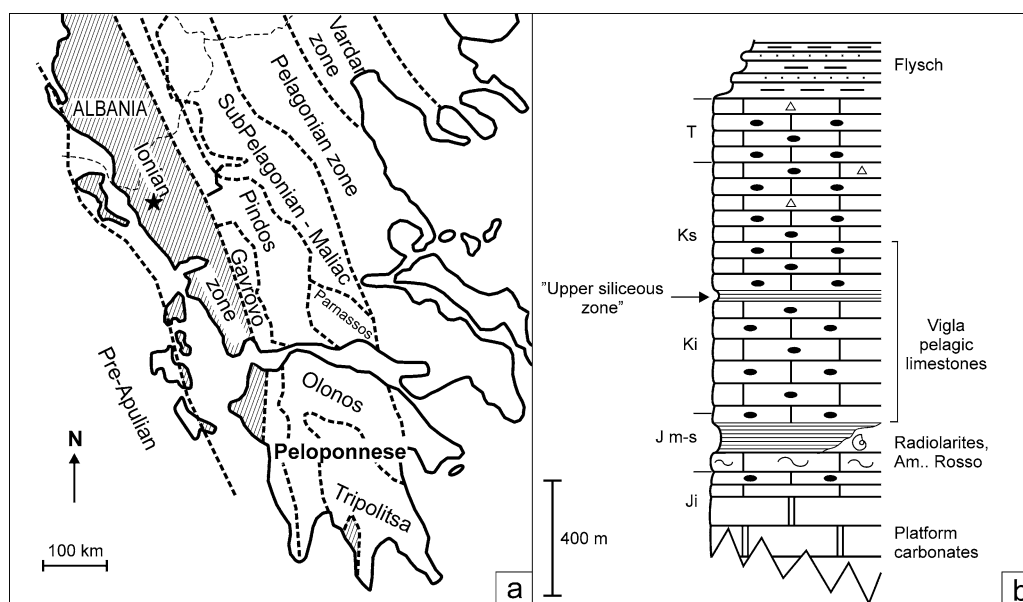 ALBANIA
Ionian
zone
SubPelagonian - Maliac
Pelagonian zone
Vardar
zone
Pindos
Gavrovo
Parnassos
Pre-Apulian
Olonos
Peloponnese
Tripolitsa
N
100 km
a
Flysch
T
Ks
"Upper siliceous
zone"
Ki
Vigla
pelagic
limestones
J m-s
Radiolarites,
Am.. Rosso
Ji
Platform
carbonates
400 m
b